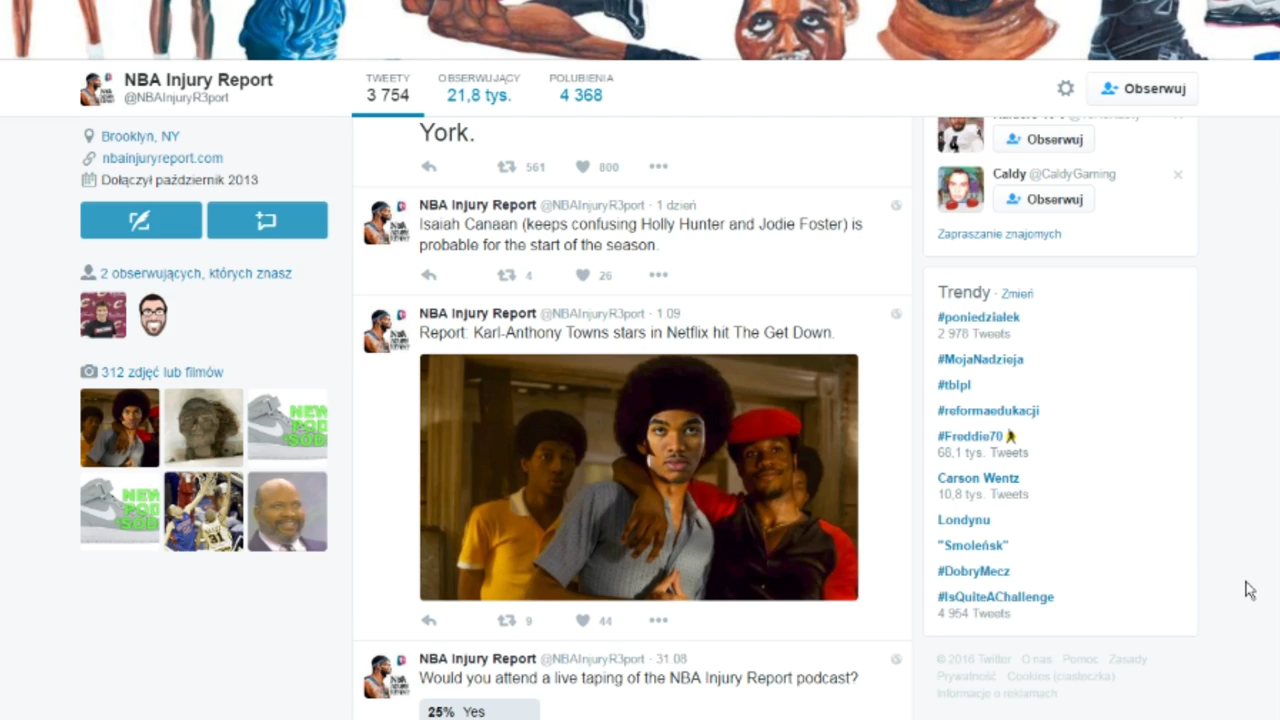 NBA Injury Report
@NBAInjuryR3port
TWEETY
3 754
OBSERWUJĄCY
21,8 tys.
POLUBIENIA
4 368
Obserwuj
Brooklyn, NY
nbainjuryreport.com
Dołączył październik 2013
2 obserwujących, których znasz
312 zdjęć lub filmów
NEW
POD
SODE
NEW
POD
SODE
York.
561
800
NBA Injury Report @NBAInjuryR3port · 1 dzień
Isaiah Canaan (keeps confusing Holly Hunter and Jodie Foster) is
probable for the start of the season.
4
26
NBA Injury Report @NBAInjuryR3port · 1.09
Report: Karl-Anthony Towns stars in Netflix hit The Get Down.
9
44
NBA Injury Report @NBAInjuryR3port · 31.08
Would you attend a live taping of the NBA Injury Report podcast?
25% Yes
Obserwuj
Caldy @CaldyGaming
Obserwuj
Zapraszanie znajomych
Trendy · Zmień
#poniedziałek
2 978 Tweets
#MojaNadzieja
#tblpl
#reformaedukacji
#Freddie70
68,1 tys. Tweets
Carson Wentz
10,8 tys. Tweets
Londynu
"Smoleńsk"
#DobryMecz
#IsQuiteAChallenge
4 954 Tweets
© 2016 Twitter O nas Pomoc Zasady
Prywatność Cookies (ciasteczka)
Informacje o reklamach